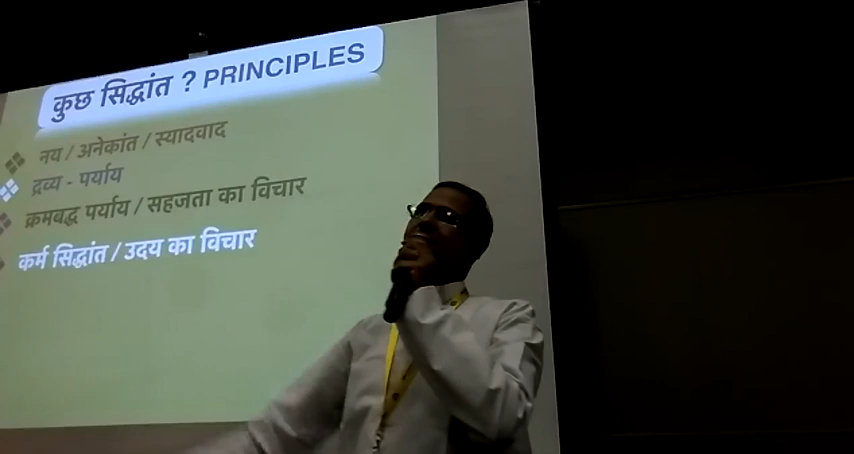 कुछ सिद्धांत ? PRINCIPLES
नय / अनेकांत / स्यादवाद
द्रव्य - पर्याय
क्रमबद्ध पर्याय / सहजता का विचार
कर्म सिद्धांत / उदय का विचार